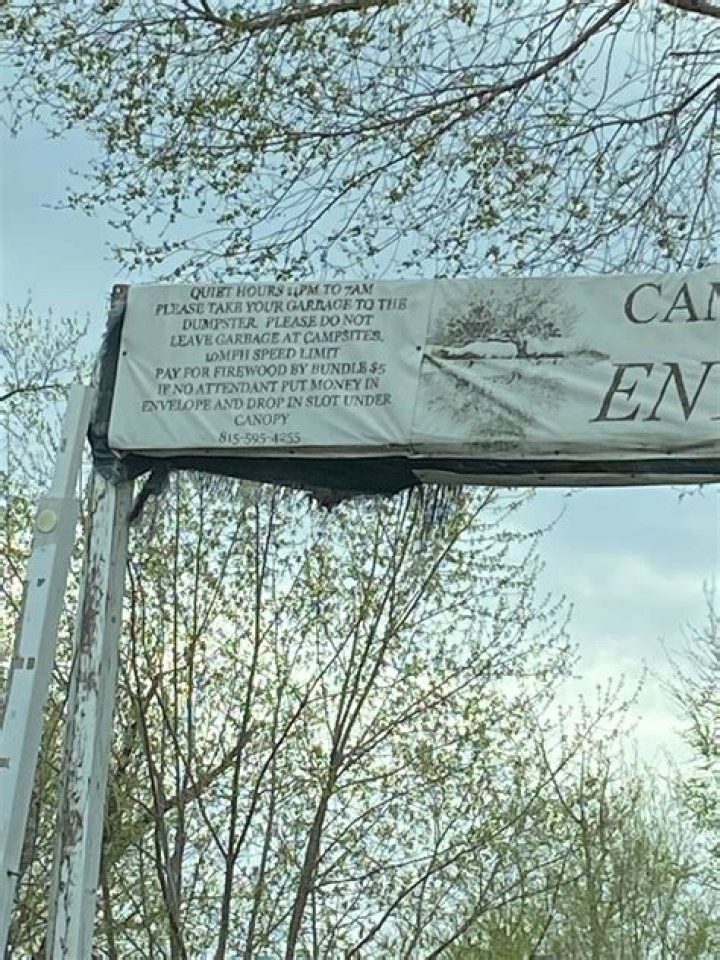 QUIET HOURS 11PM TO 7AM
PLEASE TAKE YOUR GARBAGE TO THE
DUMPSTER. PLEASE DO NOT
LEAVE GARBAGE AT CAMPSITES.
10MPH SPEED LIMIT
PAY FOR FIREWOOD BY BUNDLE $5
IF NO ATTENDANT PUT MONEY IN
ENVELOPE AND DROP IN SLOT UNDER
CANOPY
815-595-4255
CA
EN